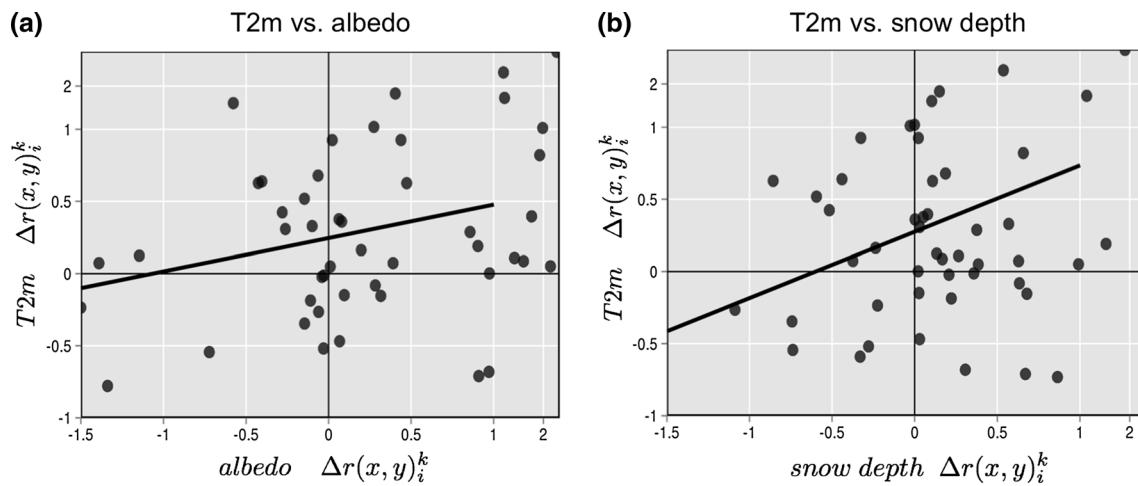 (a) T2m vs. albedo
T2m Δr(x, y)_i^k
2
1
0.5
0
-0.5
-1
-1.5 -1 -0.5 0 0.5 1 2
albedo Δr(x, y)_i^k
(b) T2m vs. snow depth
T2m Δr(x, y)_i^k
2
1
0.5
0
-0.5
-1
-1.5 -1 -0.5 0 0.5 1 2
snow depth Δr(x, y)_i^k